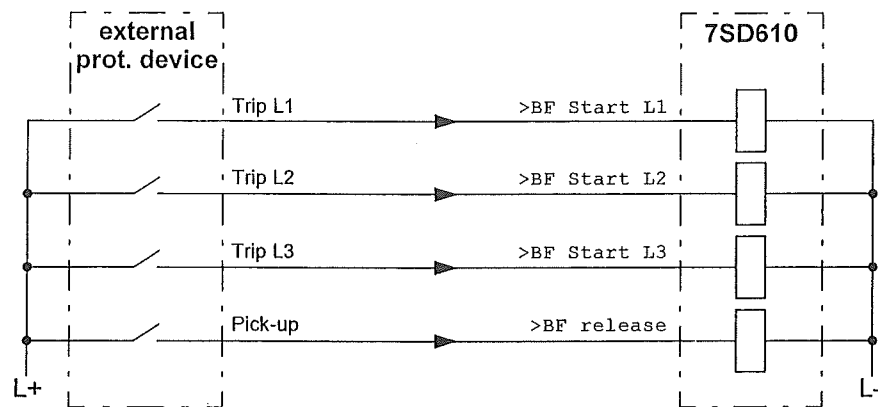 external
prot. device
7SD610
Trip L1
>BF Start L1
Trip L2
>BF Start L2
Trip L3
>BF Start L3
Pick-up
>BF release
L+
L-